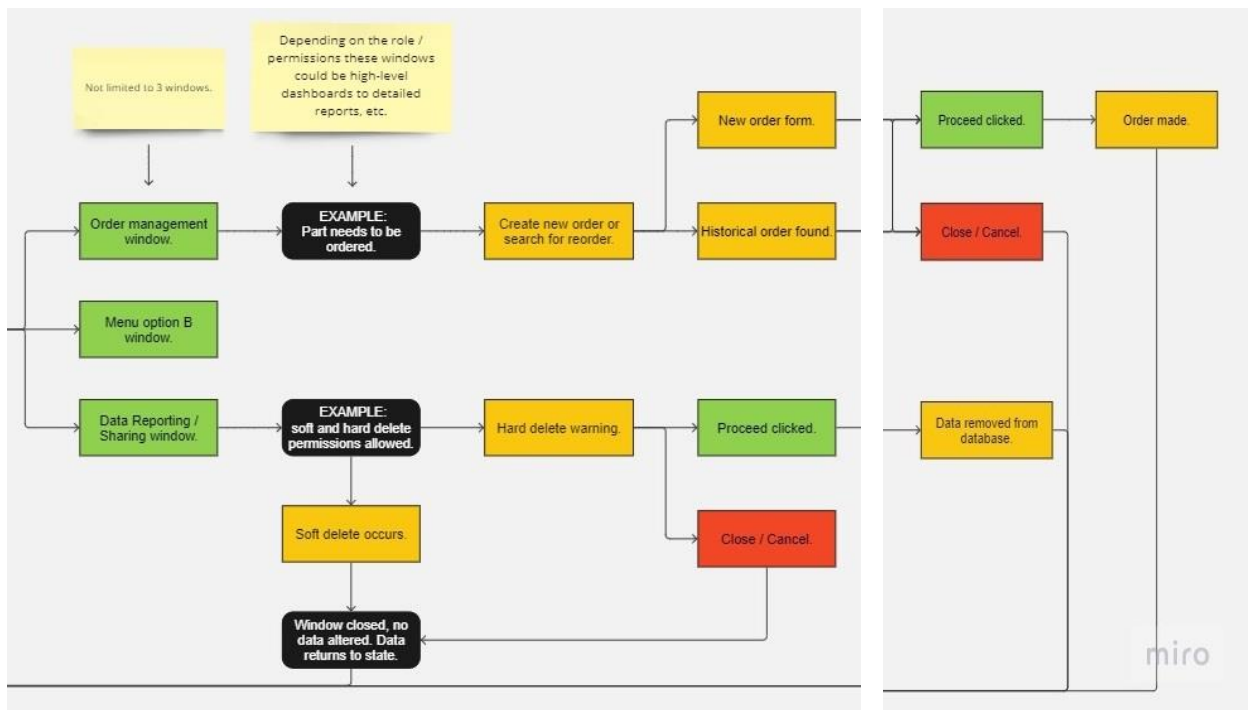 Not limited to 3 windows.
Depending on the role /
permissions these windows
could be high-level
dashboards to detailed
reports, etc.
New order form.
Proceed clicked.
Order made.
Order management
window.
EXAMPLE:
Part needs to be
ordered.
Create new order or
search for reorder.
Historical order found.
Close / Cancel.
Menu option B
window.
Data Reporting /
Sharing window.
EXAMPLE:
soft and hard delete
permissions allowed.
Hard delete warning.
Proceed clicked.
Data removed from
database.
Soft delete occurs.
Close / Cancel.
Window closed, no
data altered. Data
returns to state.
miro